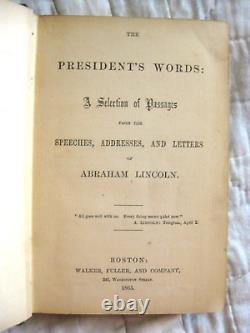 THE
PRESIDENT'S WORDS:
A Selection of Passages
FROM THE
SPEECHES, ADDRESSES, AND LETTERS
OF
ABRAHAM LINCOLN.
"All goes well with us. Every thing seems quiet now."
A. LINCOLN: Telegram, April 2.
BOSTON:
WALKER, FULLER, AND COMPANY,
245, WASHINGTON STREET.
1865.